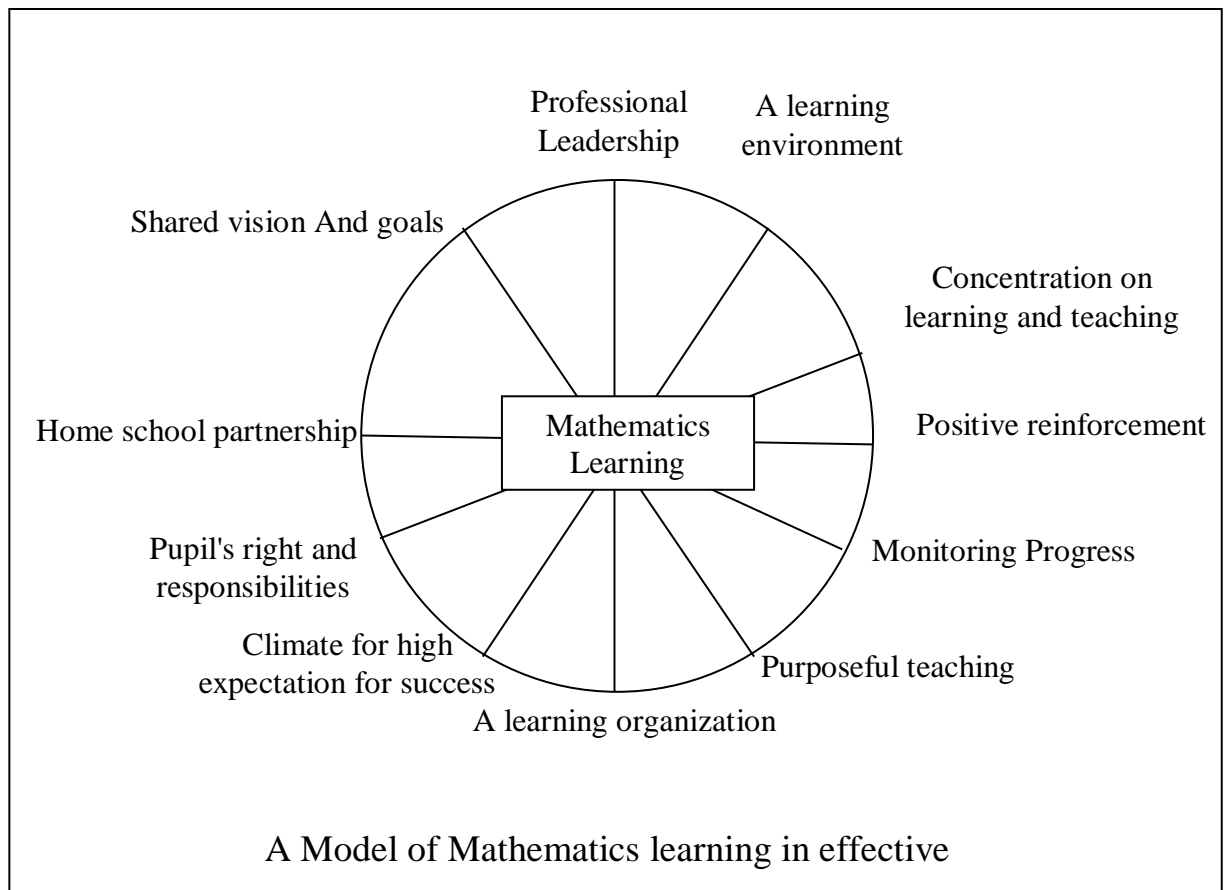 Professional
Leadership
A learning
environment
Shared vision And goals
Concentration on
learning and teaching
Home school partnership
Mathematics
Learning
Positive reinforcement
Pupil's right and
responsibilities
Monitoring Progress
Climate for high
expectation for success
Purposeful teaching
A learning organization
A Model of Mathematics learning in effective